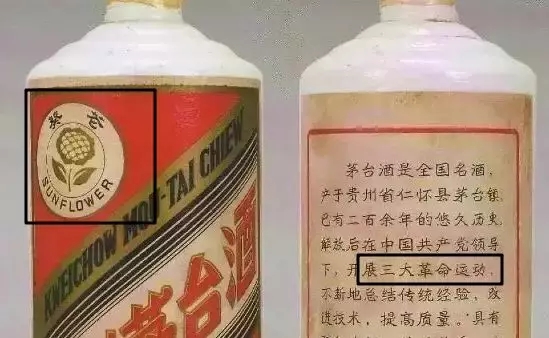 葵花
SUNFLOWER
KWEICHOW MOU-TAI CHIEW
茅台酒
茅台酒是全国名酒,
产于贵州省仁怀县茅台镇,
已有二百余年的悠久历史,
解放后在中国共产党领导
下,开展三大革命运动,
不断地总结传统经验,改
进技术,提高质量。具有